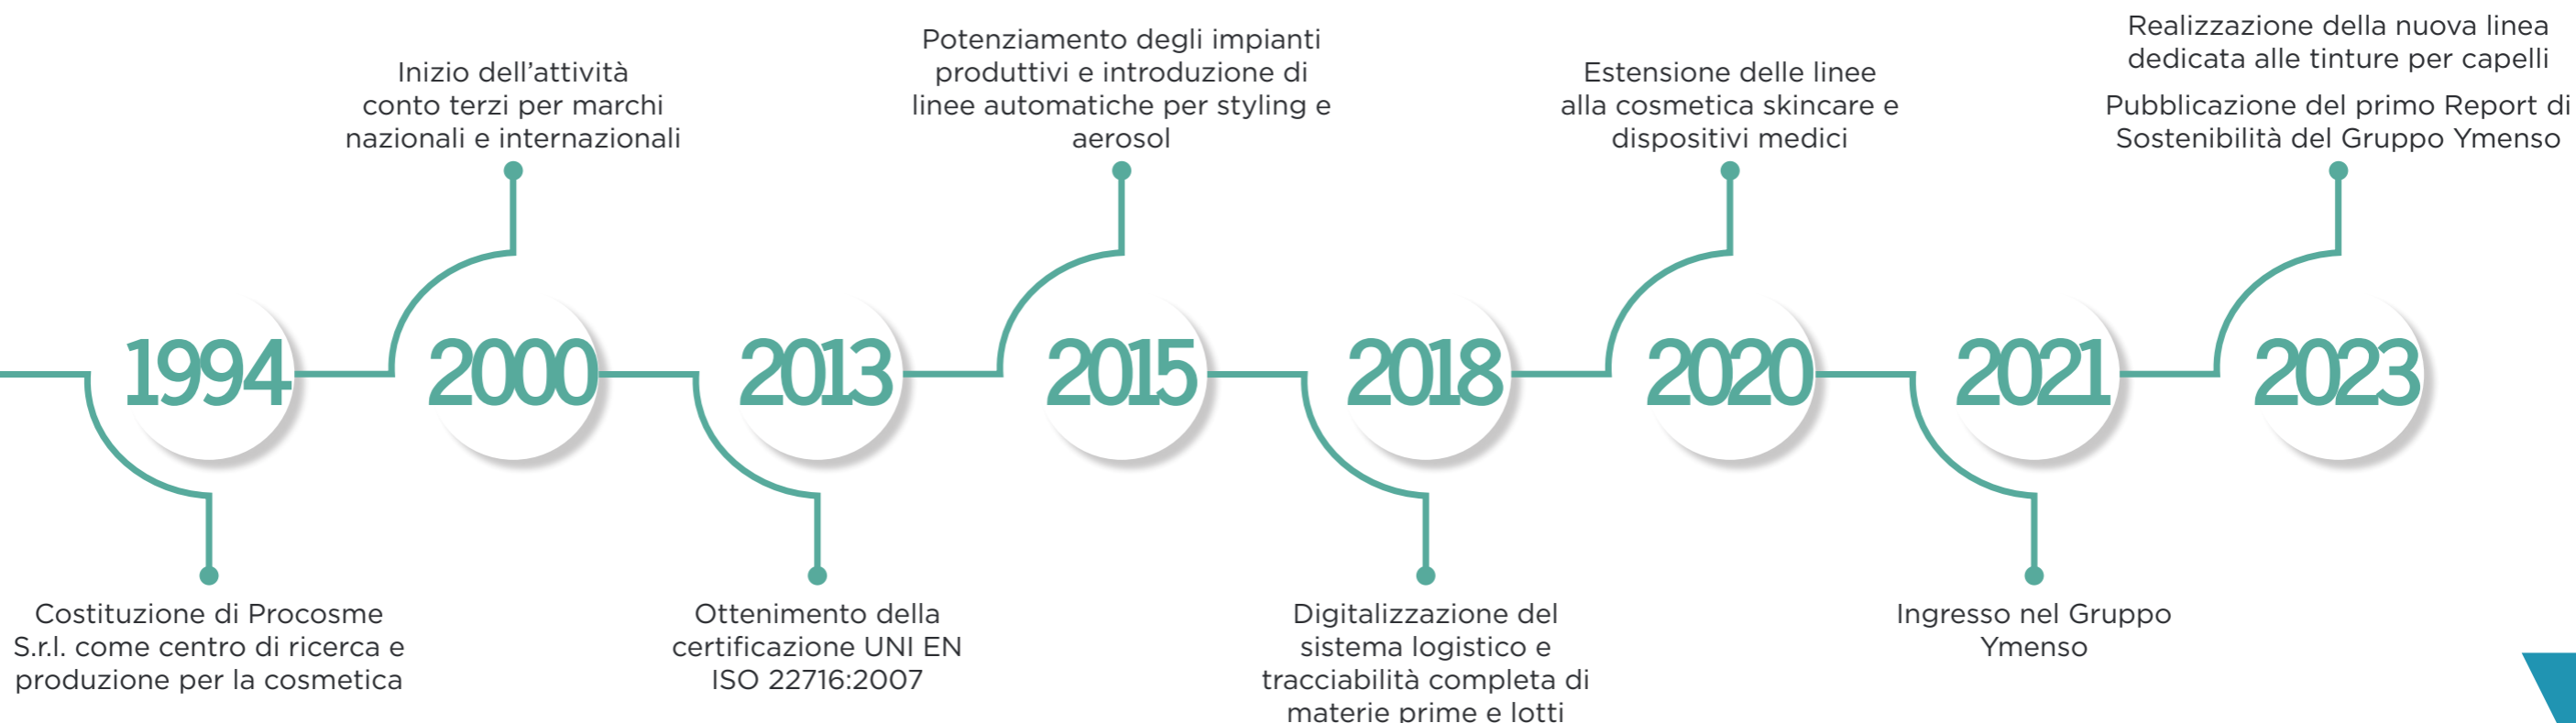 Inizio dell’attività
conto terzi per marchi
nazionali e internazionali
Potenziamento degli impianti
produttivi e introduzione di
linee automatiche per styling e
aerosol
Estensione delle linee
alla cosmetica skincare e
dispositivi medici
Realizzazione della nuova linea
dedicata alle tinture per capelli
Pubblicazione del primo Report di
Sostenibilità del Gruppo Ymenso
1994
2000
2013
2015
2018
2020
2021
2023
Costituzione di Procosme
S.r.l. come centro di ricerca e
produzione per la cosmetica
Ottenimento della
certificazione UNI EN
ISO 22716:2007
Digitalizzazione del
sistema logistico e
tracciabilità completa di
materie prime e lotti
Ingresso nel Gruppo
Ymenso